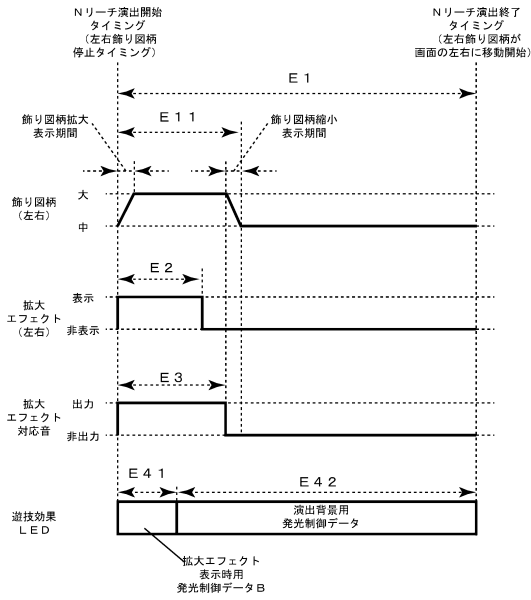 Nリーチ演出開始
タイミング
(左右飾り図柄
停止タイミング)
Nリーチ演出終了
タイミング
(左右飾り図柄が
画面の左右に移動開始)
E1
E11
飾り図柄拡大
表示期間
飾り図柄縮小
表示期間
飾り図柄
(左右)
大
中
E2
拡大
エフェクト
(左右)
表示
非表示
E3
拡大
エフェクト
対応音
出力
非出力
E41
E42
遊技効果
LED
演出背景用
発光制御データ
拡大エフェクト
表示時用
発光制御データB